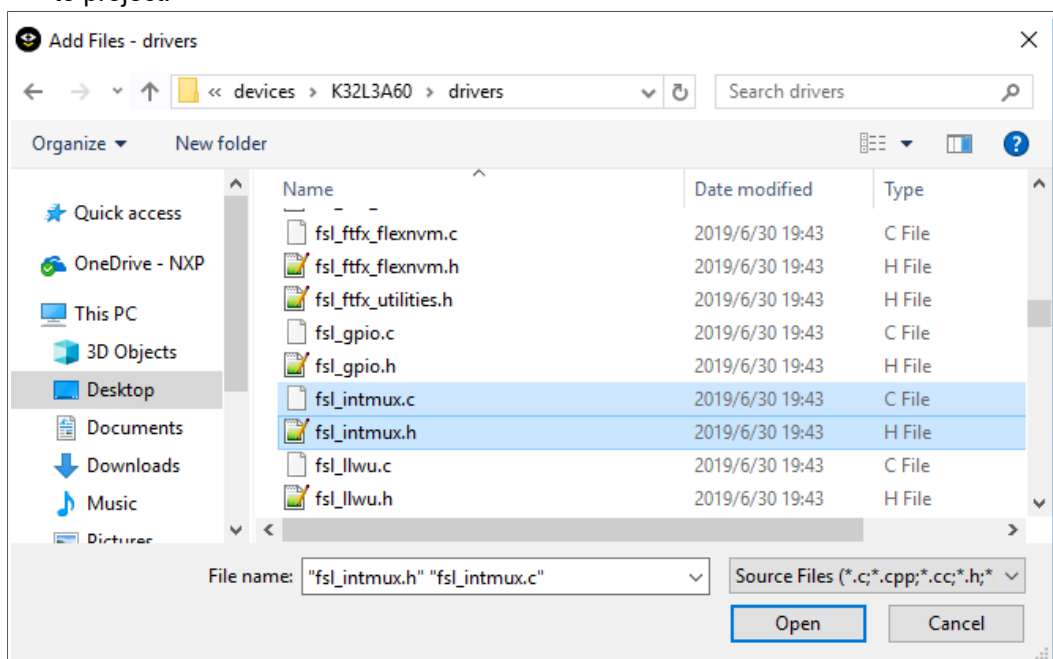 to project.
Add Files - drivers
« devices > K32L3A60 > drivers
Search drivers
Organize
New folder
Name Date modified Type
Quick access
OneDrive - NXP
This PC
3D Objects
Desktop
Documents
Downloads
Music
Pictures
fsl_ftfx_flexnvm.c 2019/6/30 19:43 C File
fsl_ftfx_flexnvm.h 2019/6/30 19:43 H File
fsl_ftfx_utilities.h 2019/6/30 19:43 H File
fsl_gpio.c 2019/6/30 19:43 C File
fsl_gpio.h 2019/6/30 19:43 H File
fsl_intmux.c 2019/6/30 19:43 C File
fsl_intmux.h 2019/6/30 19:43 H File
fsl_llwu.c 2019/6/30 19:43 C File
fsl_llwu.h 2019/6/30 19:43 H File
File name: "fsl_intmux.h" "fsl_intmux.c"
Source Files (*.c;*.cpp;*.cc;*.h;*
Open
Cancel